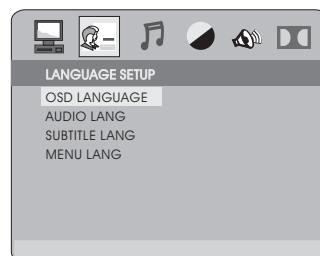 LANGUAGE SETUP
OSD LANGUAGE
AUDIO LANG
SUBTITLE LANG
MENU LANG